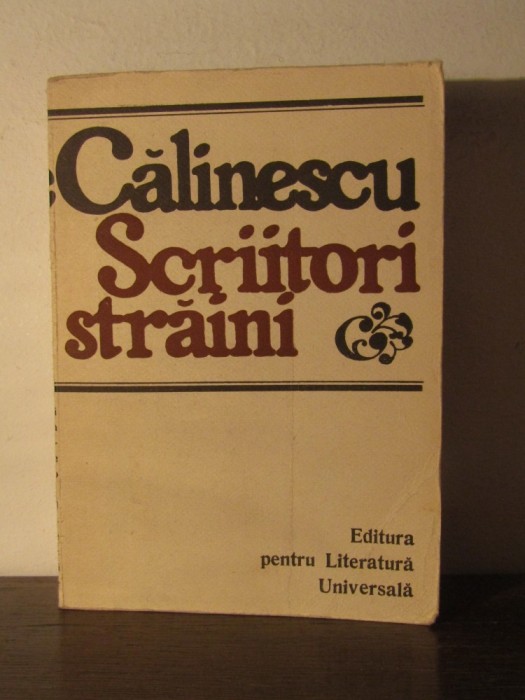 Călinescu
Scriitori
străini
Editura
pentru Literatură
Universală